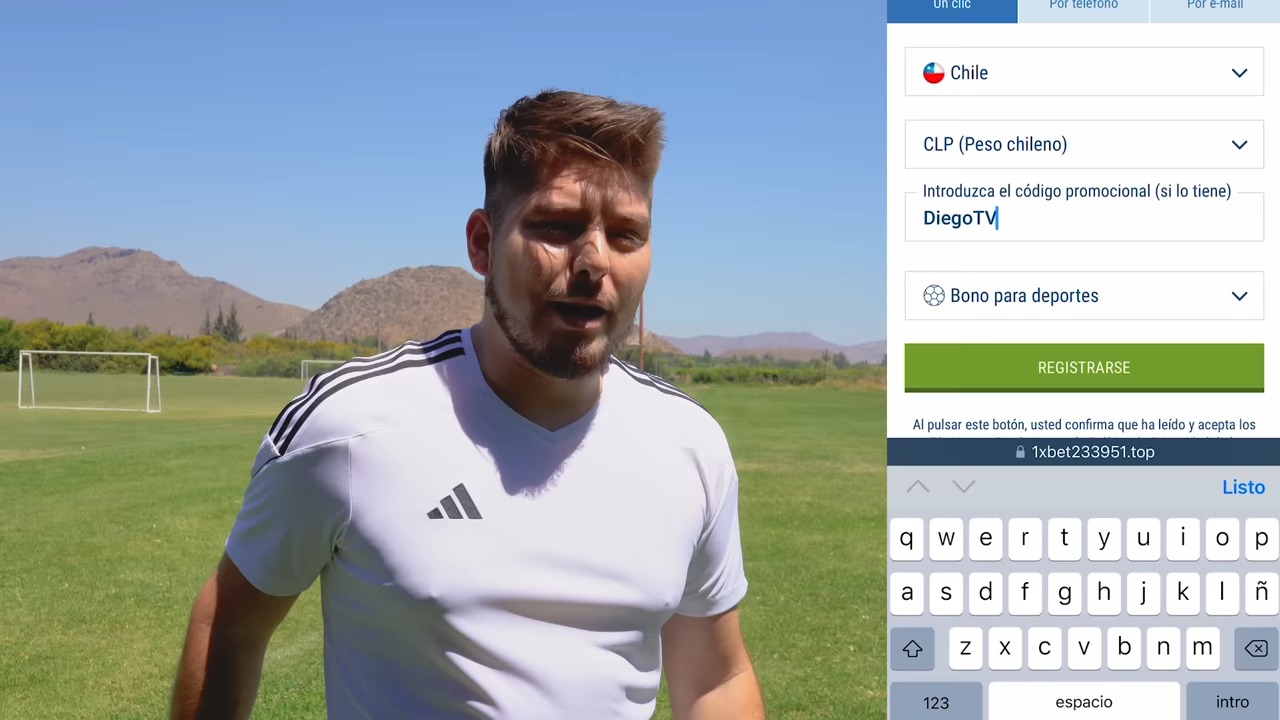 Un clic
Por teléfono
Por e-mail
Chile
CLP (Peso chileno)
Introduzca el código promocional (si lo tiene)
DiegoTV
Bono para deportes
REGISTRARSE
Al pulsar este botón, usted confirma que ha leído y acepta los
1xbet233951.top
Listo
q w e r t y u i o p
a s d f g h j k l ñ
z x c v b n m
123 espacio intro